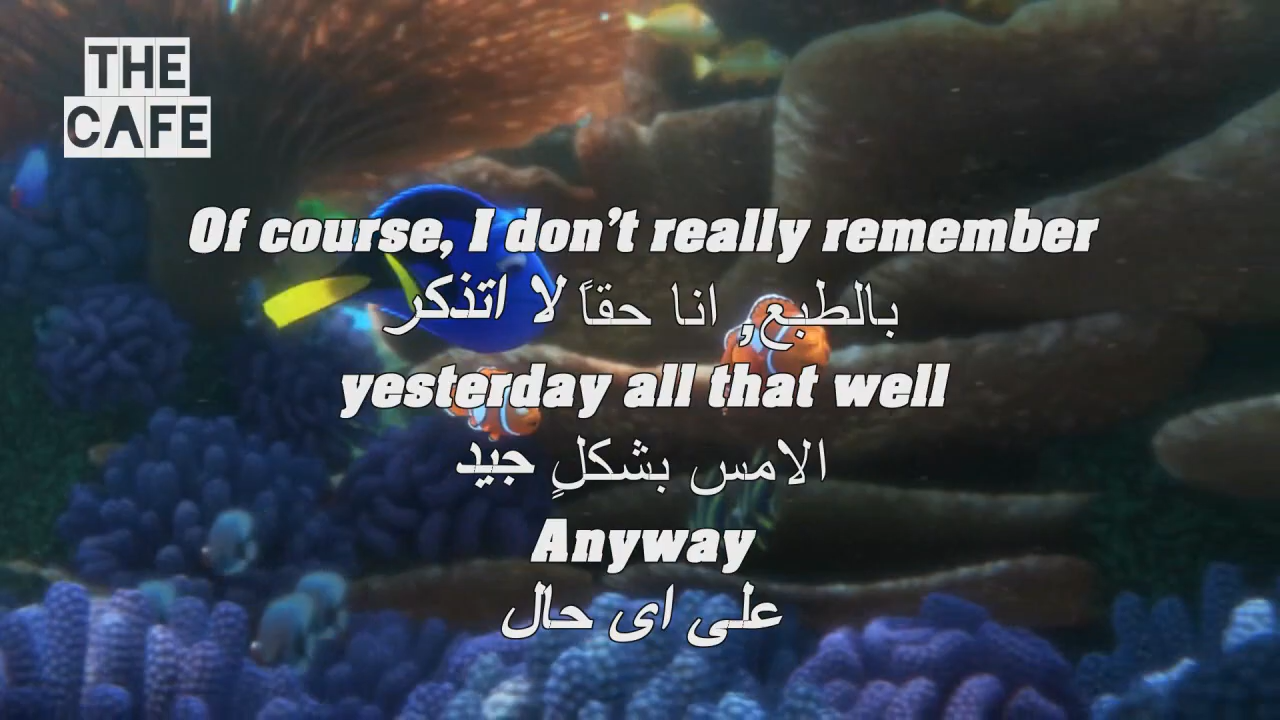 THE
CAFE
Of course, I don't really remember
بالطبع, انا حقاً لا اتذكر
yesterday all that well
الامس بشكلٍ جيد
Anyway
على اى حال